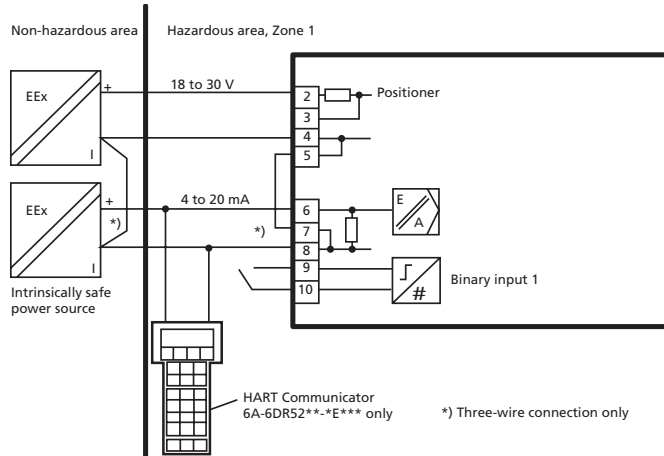 Non-hazardous area
Hazardous area, Zone 1
EEx
+
I
18 to 30 V
2
Positioner
3
4
5
EEx
+
*)
I
4 to 20 mA
*)
6
7
8
9
10
E
A
#
Binary input 1
Intrinsically safe
power source
HART Communicator
6A-6DR52**-*E*** only
*) Three-wire connection only